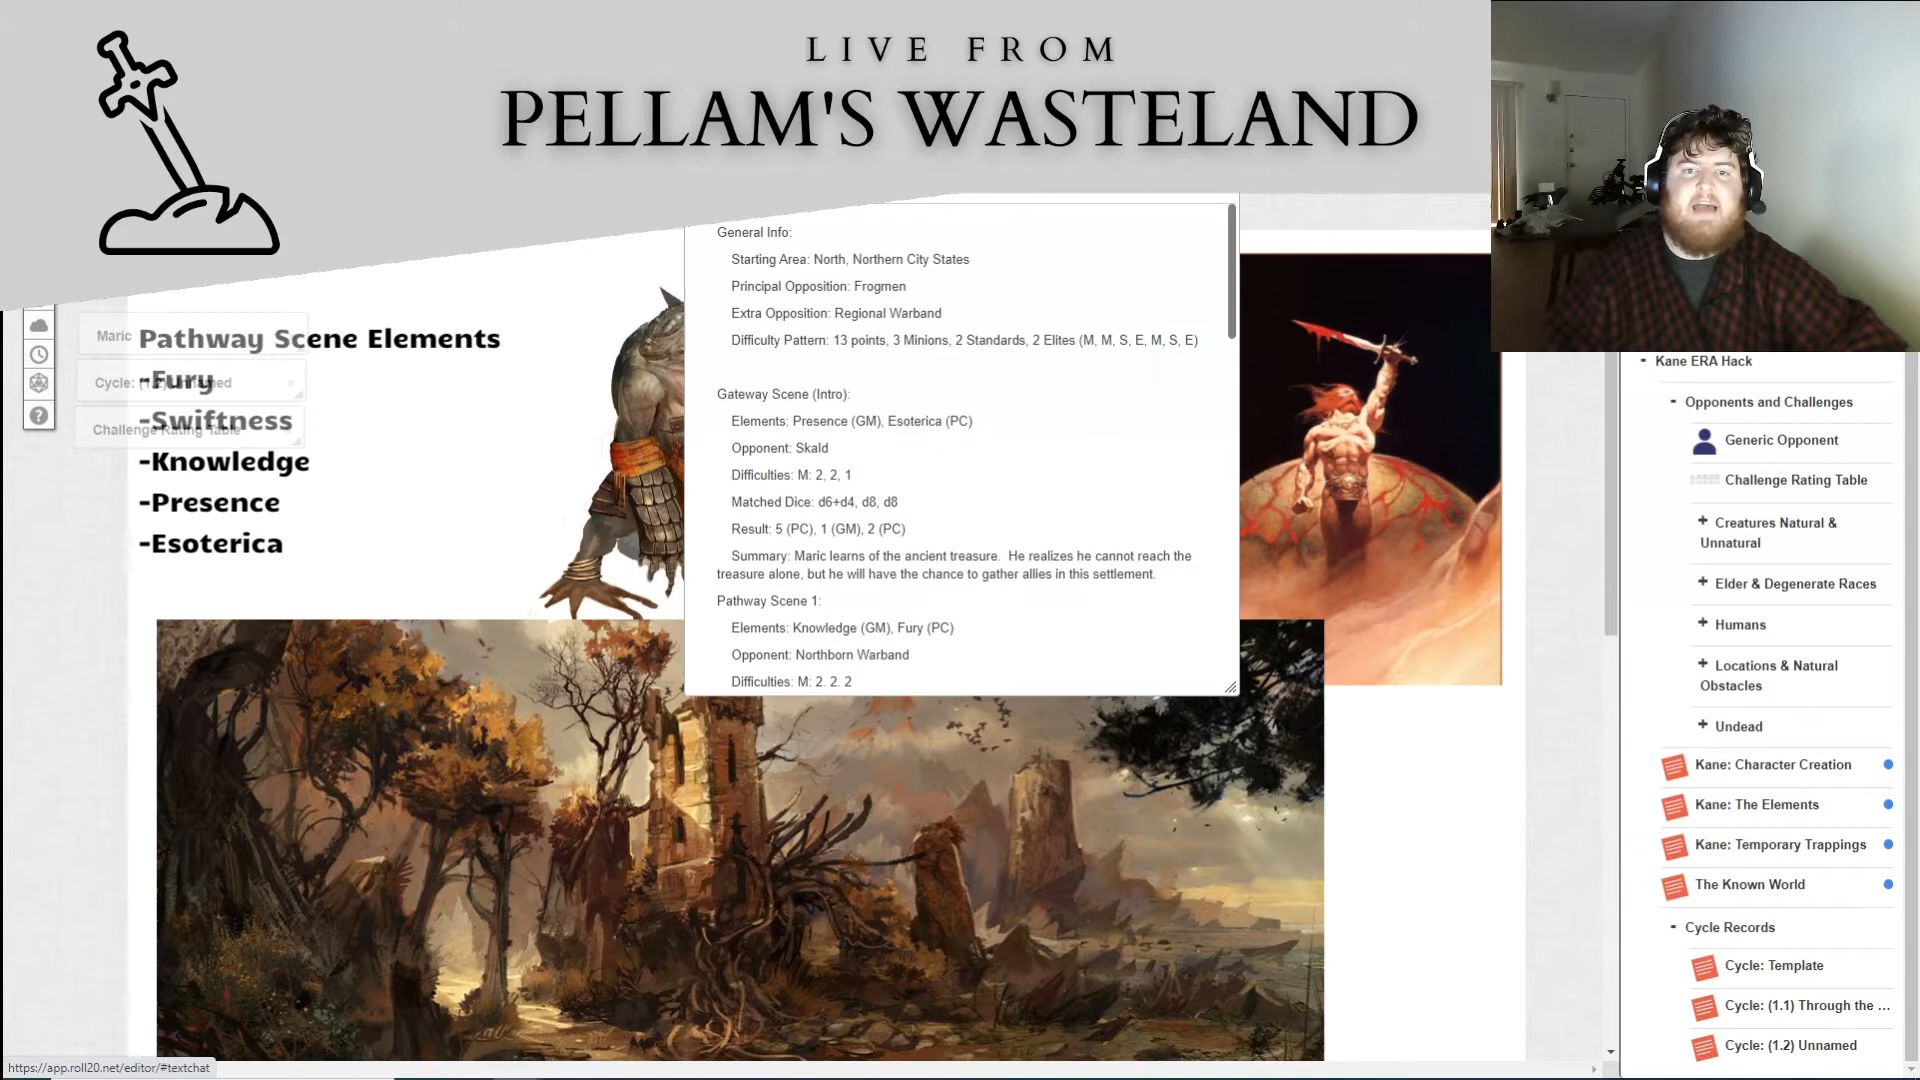 LIVE FROM
PELLAM'S WASTELAND
General Info:
Starting Area: North, Northern City States
Principal Opposition: Frogmen
Extra Opposition: Regional Warband
Difficulty Pattern: 13 points, 3 Minions, 2 Standards, 2 Elites (M, M, S, E, M, S, E)
Gateway Scene (Intro):
Elements: Presence (GM), Esoterica (PC)
Opponent: Skald
Difficulties: M: 2, 2, 1
Matched Dice: d6+d4, d8, d8
Result: 5 (PC), 1 (GM), 2 (PC)
Summary: Maric learns of the ancient treasure. He realizes he cannot reach the
treasure alone, but he will have the chance to gather allies in this settlement.
Pathway Scene 1:
Elements: Knowledge (GM), Fury (PC)
Opponent: Northborn Warband
Difficulties: M: 2. 2. 2
Maric
Pathway Scene Elements
-Fury
Cycle: (1.2) Unnamed
-Swiftness
Challenge Rating Table
-Knowledge
-Presence
-Esoterica
Kane ERA Hack
Opponents and Challenges
Generic Opponent
Challenge Rating Table
Creatures Natural &
Unnatural
Elder & Degenerate Races
Humans
Locations & Natural
Obstacles
Undead
Kane: Character Creation
Kane: The Elements
Kane: Temporary Trappings
The Known World
Cycle Records
Cycle: Template
Cycle: (1.1) Through the ...
Cycle: (1.2) Unnamed
https://app.roll20.net/editor/#textchat